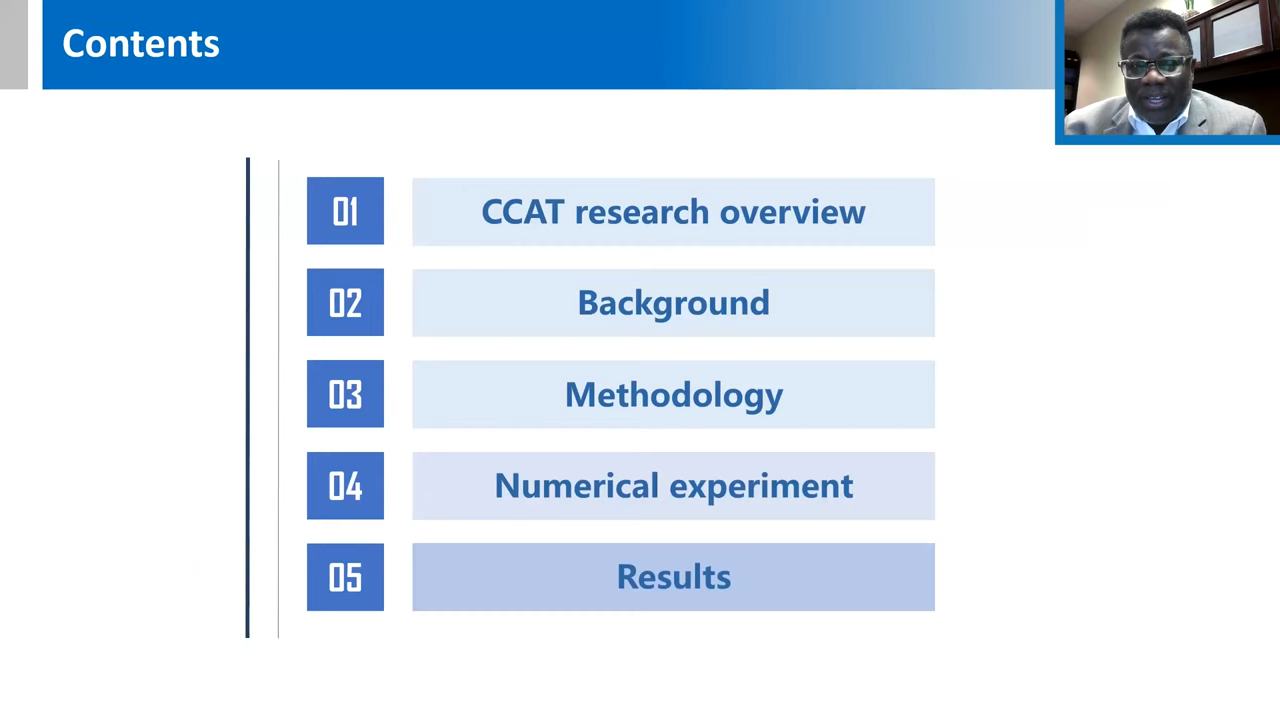 Contents
01 CCAT research overview
02 Background
03 Methodology
04 Numerical experiment
05 Results